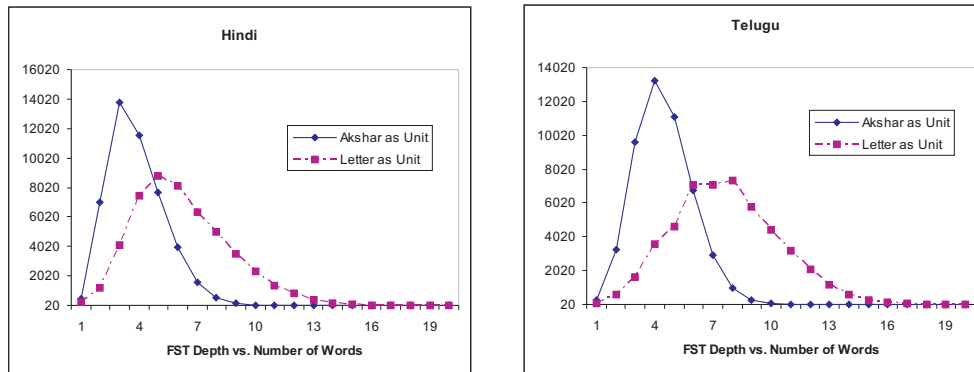 Hindi
16020
14020
12020
10020
8020
6020
4020
2020
20
1 4 7 10 13 16 19
Akshar as Unit
Letter as Unit
FST Depth vs. Number of Words
Telugu
14020
12020
10020
8020
6020
4020
2020
20
1 4 7 10 13 16 19
Akshar as Unit
Letter as Unit
FST Depth vs. Number of Words